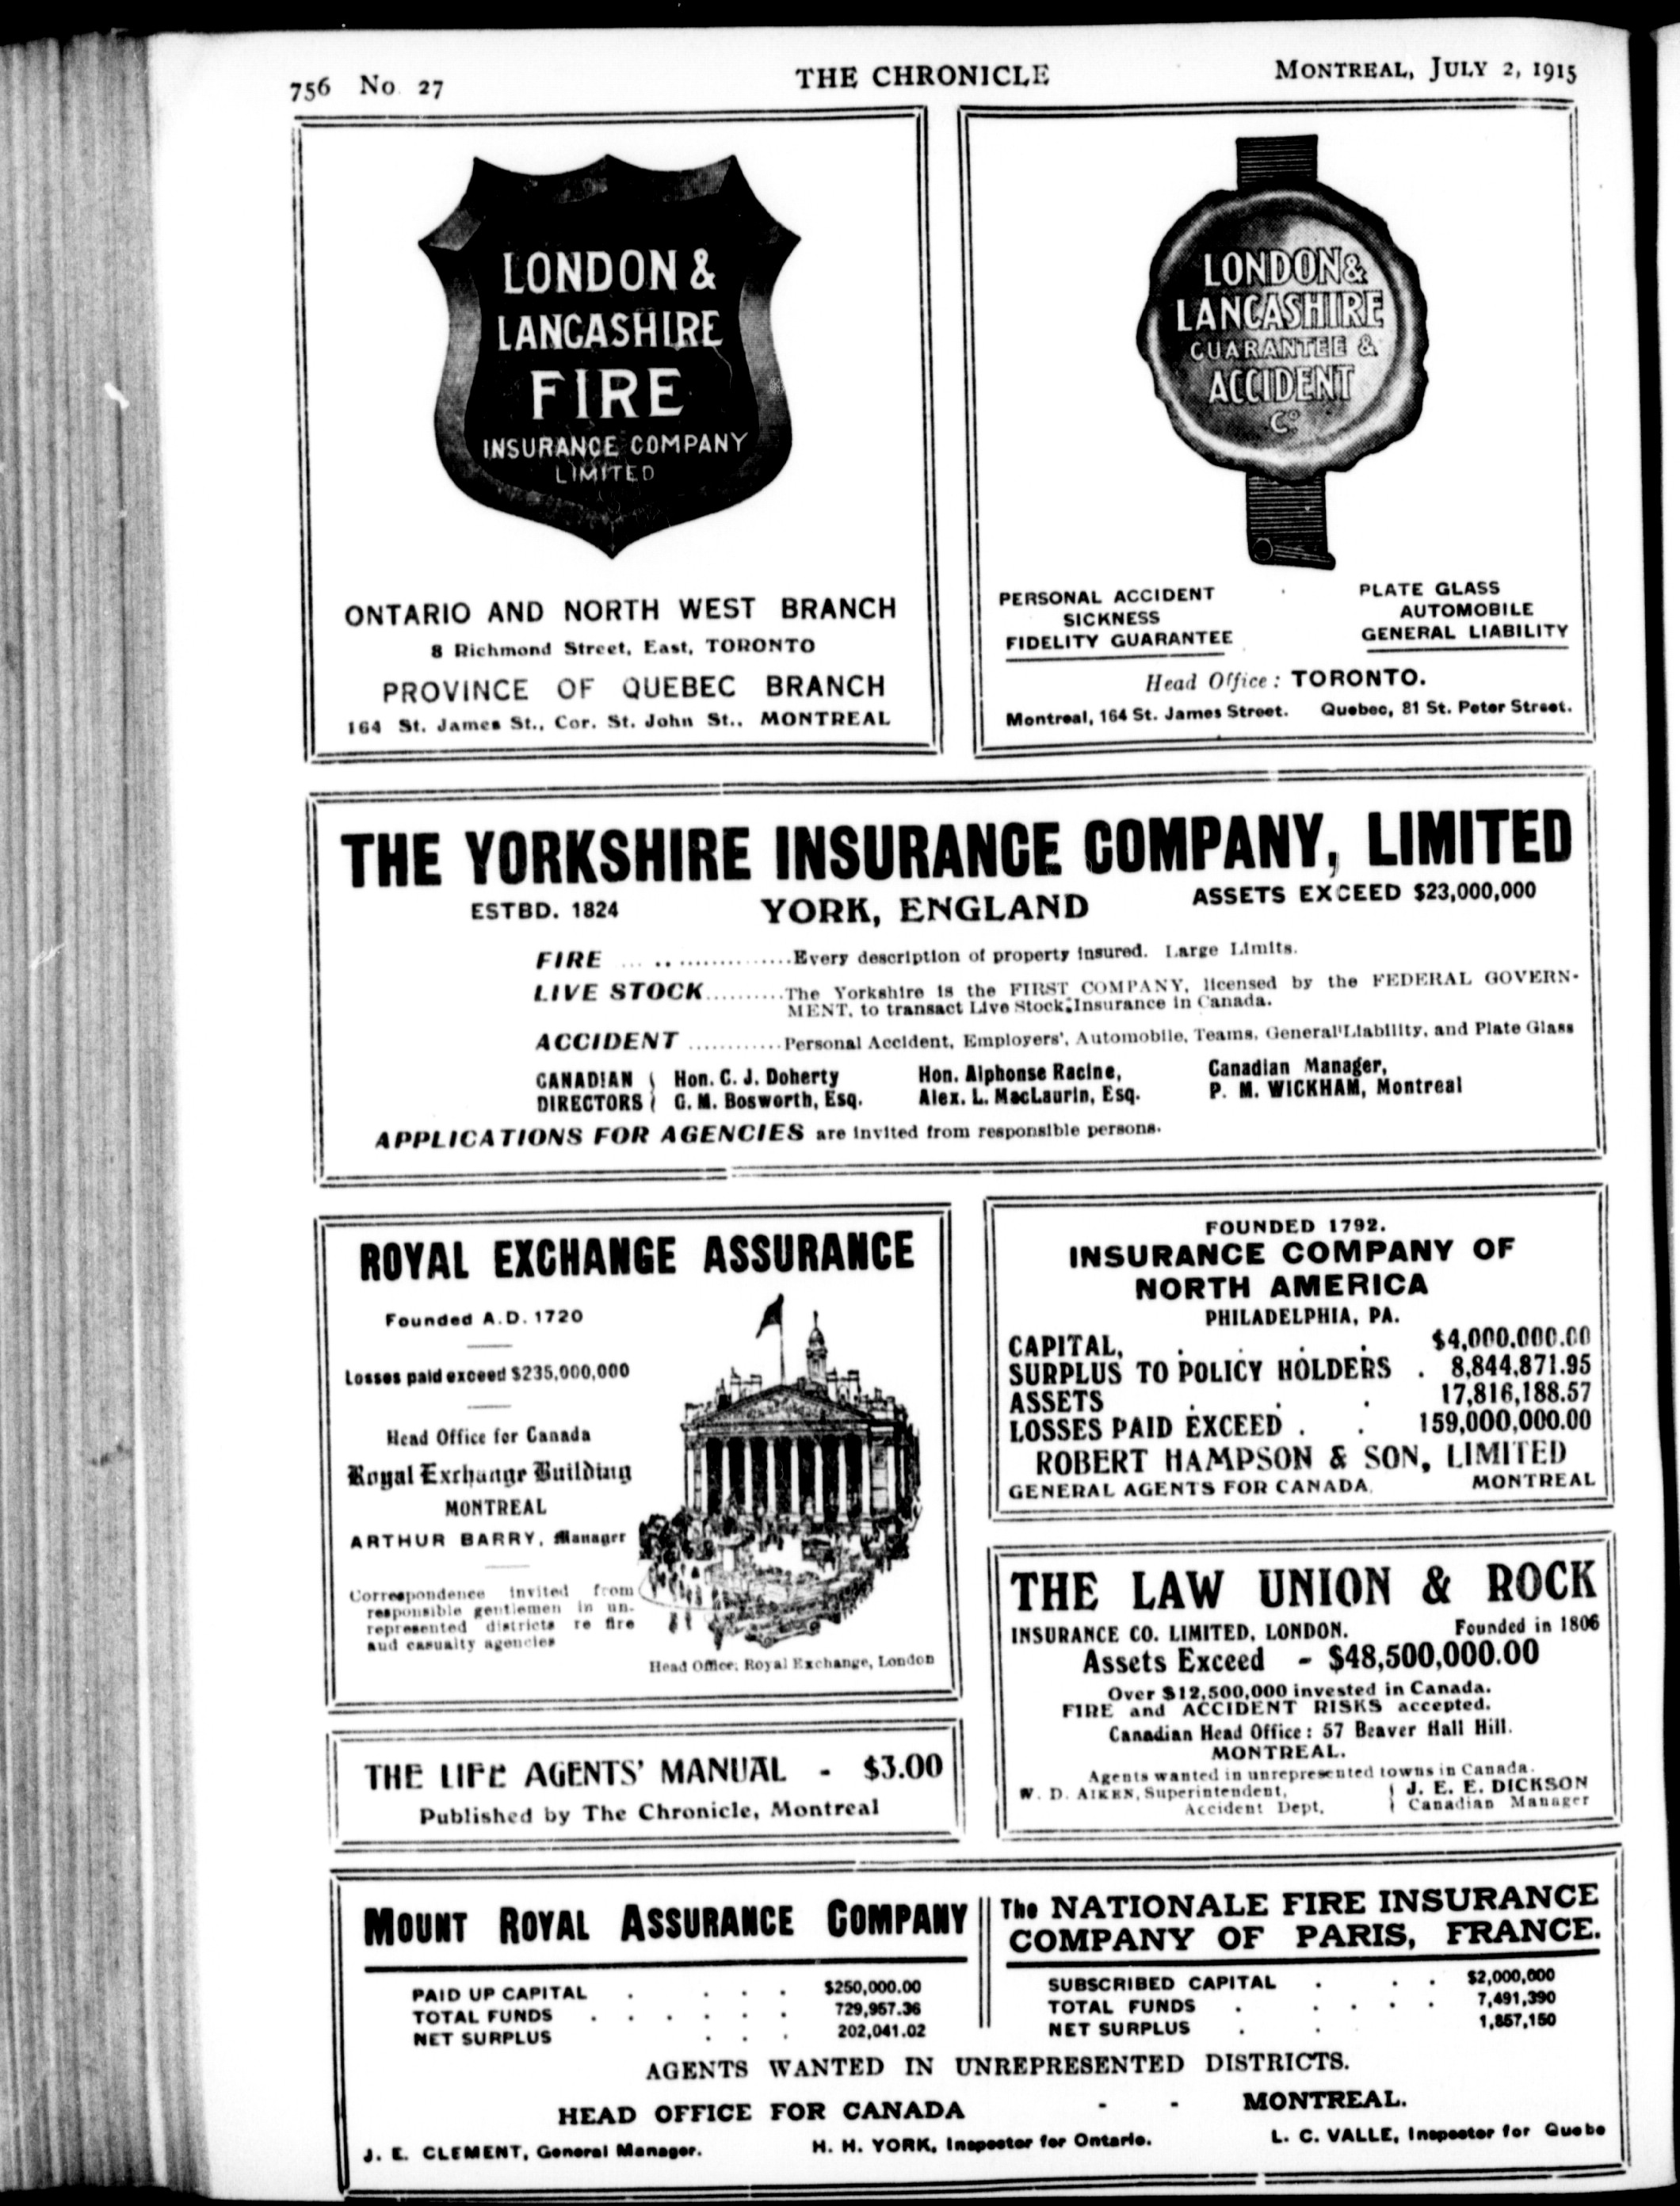 756 No. 27
THE CHRONICLE
MONTREAL, JULY 2, 1915
LONDON &
LANCASHIRE
FIRE
INSURANCE COMPANY
LIMITED
ONTARIO AND NORTH WEST BRANCH
8 Richmond Street, East, TORONTO
PROVINCE OF QUEBEC BRANCH
164 St. James St., Cor. St. John St., MONTREAL
LONDON &
LANCASHIRE
GUARANTEE &
ACCIDENT
Co.
PERSONAL ACCIDENT
SICKNESS
FIDELITY GUARANTEE
PLATE GLASS
AUTOMOBILE
GENERAL LIABILITY
Head Office: TORONTO.
Montreal, 164 St. James Street. Quebec, 81 St. Peter Street.
THE YORKSHIRE INSURANCE COMPANY, LIMITED
ESTBD. 1824 YORK, ENGLAND ASSETS EXCEED $23,000,000
FIRE ... .. ..............Every description of property insured. Large Limits.
LIVE STOCK..........The Yorkshire is the FIRST COMPANY, licensed by the FEDERAL GOVERN-
MENT, to transact Live Stock Insurance in Canada.
ACCIDENT ............Personal Accident, Employers', Automobile, Teams, General Liability, and Plate Glass
CANADIAN { Hon. C. J. Doherty Hon. Alphonse Racine, Canadian Manager,
DIRECTORS { G. M. Bosworth, Esq. Alex. L. MacLaurin, Esq. P. M. WICKHAM, Montreal
APPLICATIONS FOR AGENCIES are invited from responsible persons.
ROYAL EXCHANGE ASSURANCE
Founded A.D. 1720
Losses paid exceed $235,000,000
Head Office for Canada
Royal Exchange Building
MONTREAL
ARTHUR BARRY, Manager
Correspondence invited from
responsible gentlemen in un-
represented districts re fire
and casualty agencies
Head Office: Royal Exchange, London
FOUNDED 1792.
INSURANCE COMPANY OF
NORTH AMERICA
PHILADELPHIA, PA.
CAPITAL, . . . . $4,000,000.00
SURPLUS TO POLICY HOLDERS . 8,844,871.95
ASSETS . . . 17,816,188.57
LOSSES PAID EXCEED . . 159,000,000.00
ROBERT HAMPSON & SON, LIMITED
GENERAL AGENTS FOR CANADA. MONTREAL
THE LAW UNION & ROCK
INSURANCE CO. LIMITED, LONDON. Founded in 1806
Assets Exceed - $48,500,000.00
Over $12,500,000 invested in Canada.
FIRE and ACCIDENT RISKS accepted.
Canadian Head Office: 57 Beaver Hall Hill.
MONTREAL.
Agents wanted in unrepresented towns in Canada.
W. D. AIKEN, Superintendent, | J. E. E. DICKSON
Accident Dept. | Canadian Manager
THE LIFE AGENTS' MANUAL - $3.00
Published by The Chronicle, Montreal
MOUNT ROYAL ASSURANCE COMPANY
PAID UP CAPITAL . . . . $250,000.00
TOTAL FUNDS . . . . . . 729,957.36
NET SURPLUS . . . 202,041.02
The NATIONALE FIRE INSURANCE
COMPANY OF PARIS, FRANCE.
SUBSCRIBED CAPITAL . . . $2,000,000
TOTAL FUNDS . . . . . 7,491,390
NET SURPLUS . . 1,857,150
AGENTS WANTED IN UNREPRESENTED DISTRICTS.
HEAD OFFICE FOR CANADA - - MONTREAL.
J. E. CLEMENT, General Manager. H. H. YORK, Inspector for Ontario. L. C. VALLE, Inspector for Quebe